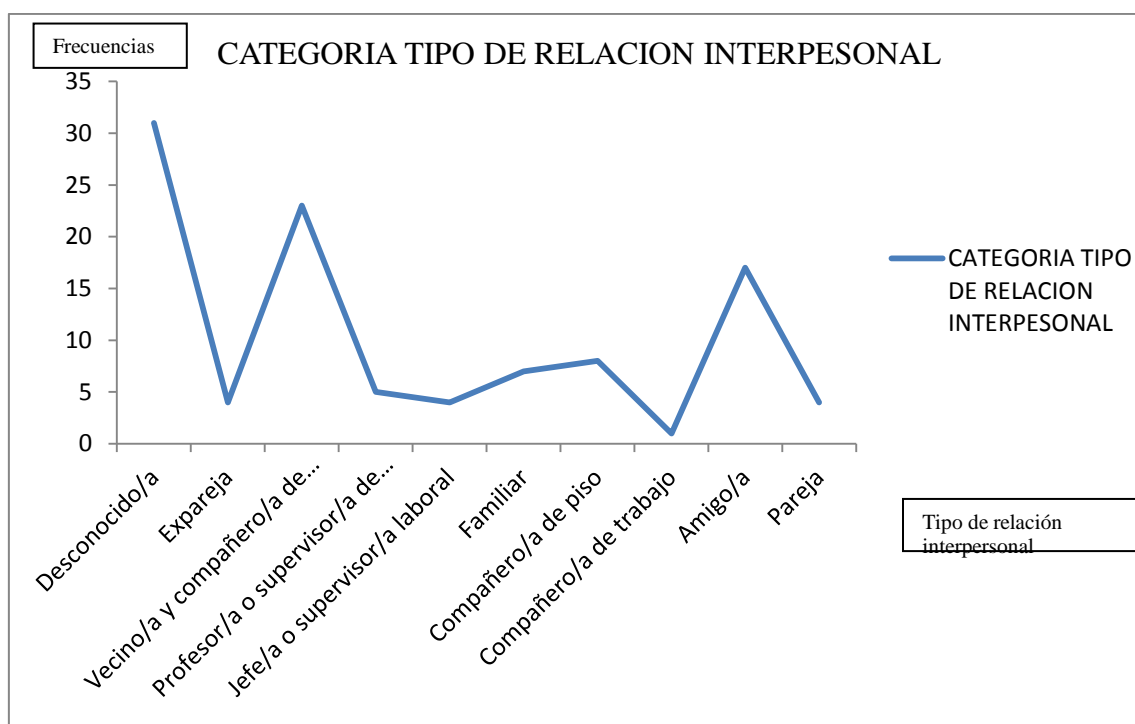 Frecuencias
CATEGORIA TIPO DE RELACION INTERPESONAL
35
30
25
20
15
10
5
0
Desconocido/a
Expareja
Vecino/a y compañero/a de...
Profesor/a o supervisor/a de...
Jefe/a o supervisor/a laboral
Familiar
Compañero/a de piso
Compañero/a de trabajo
Amigo/a
Pareja
CATEGORIA TIPO
DE RELACION
INTERPESONAL
Tipo de relación
interpersonal